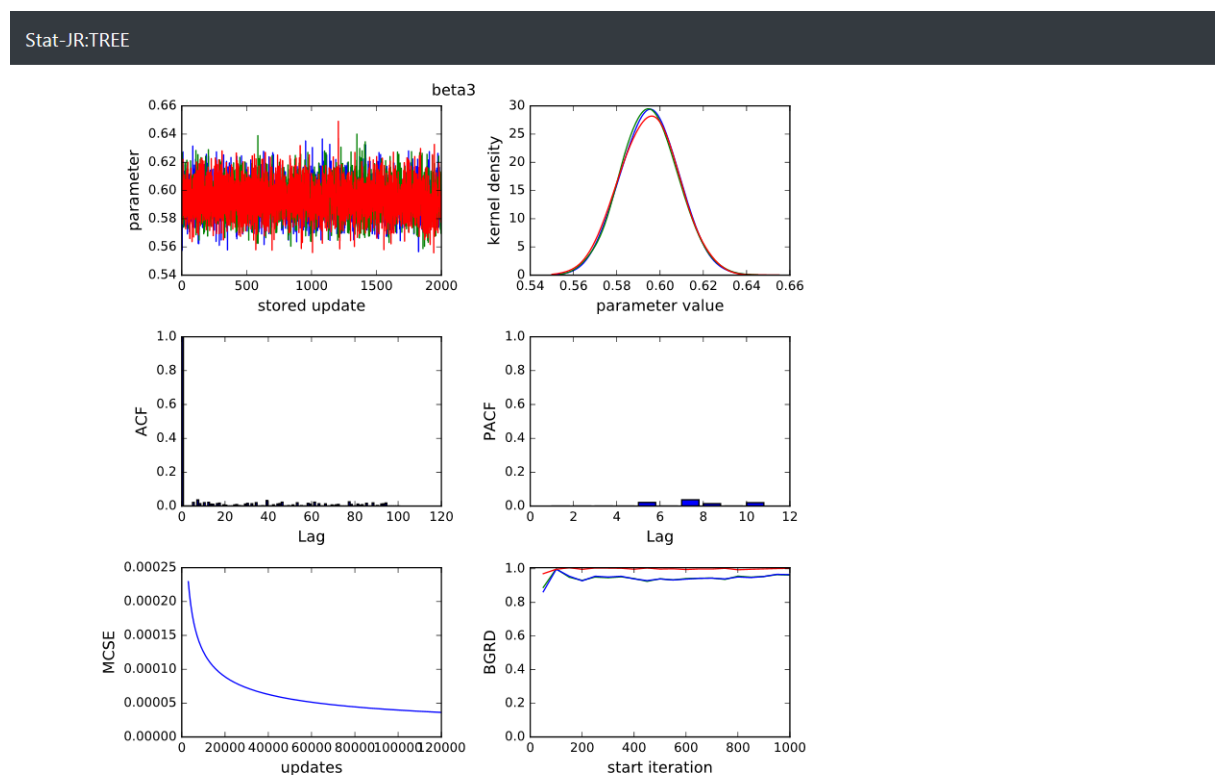 Stat-JR:TREE
beta3
0.66
0.64
0.62
0.60
0.58
0.56
0.54
parameter
0 500 1000 1500 2000
stored update
30
25
20
15
10
5
0
kernel density
0.54 0.56 0.58 0.60 0.62 0.64 0.66
parameter value
1.0
0.8
0.6
0.4
0.2
0.0
ACF
0 20 40 60 80 100 120
Lag
1.0
0.8
0.6
0.4
0.2
0.0
PACF
0 2 4 6 8 10 12
Lag
0.00025
0.00020
0.00015
0.00010
0.00005
0.00000
MCSE
0 20000 40000 60000 80000 100000 120000
updates
1.0
0.8
0.6
0.4
0.2
0.0
BGRD
0 200 400 600 800 1000
start iteration